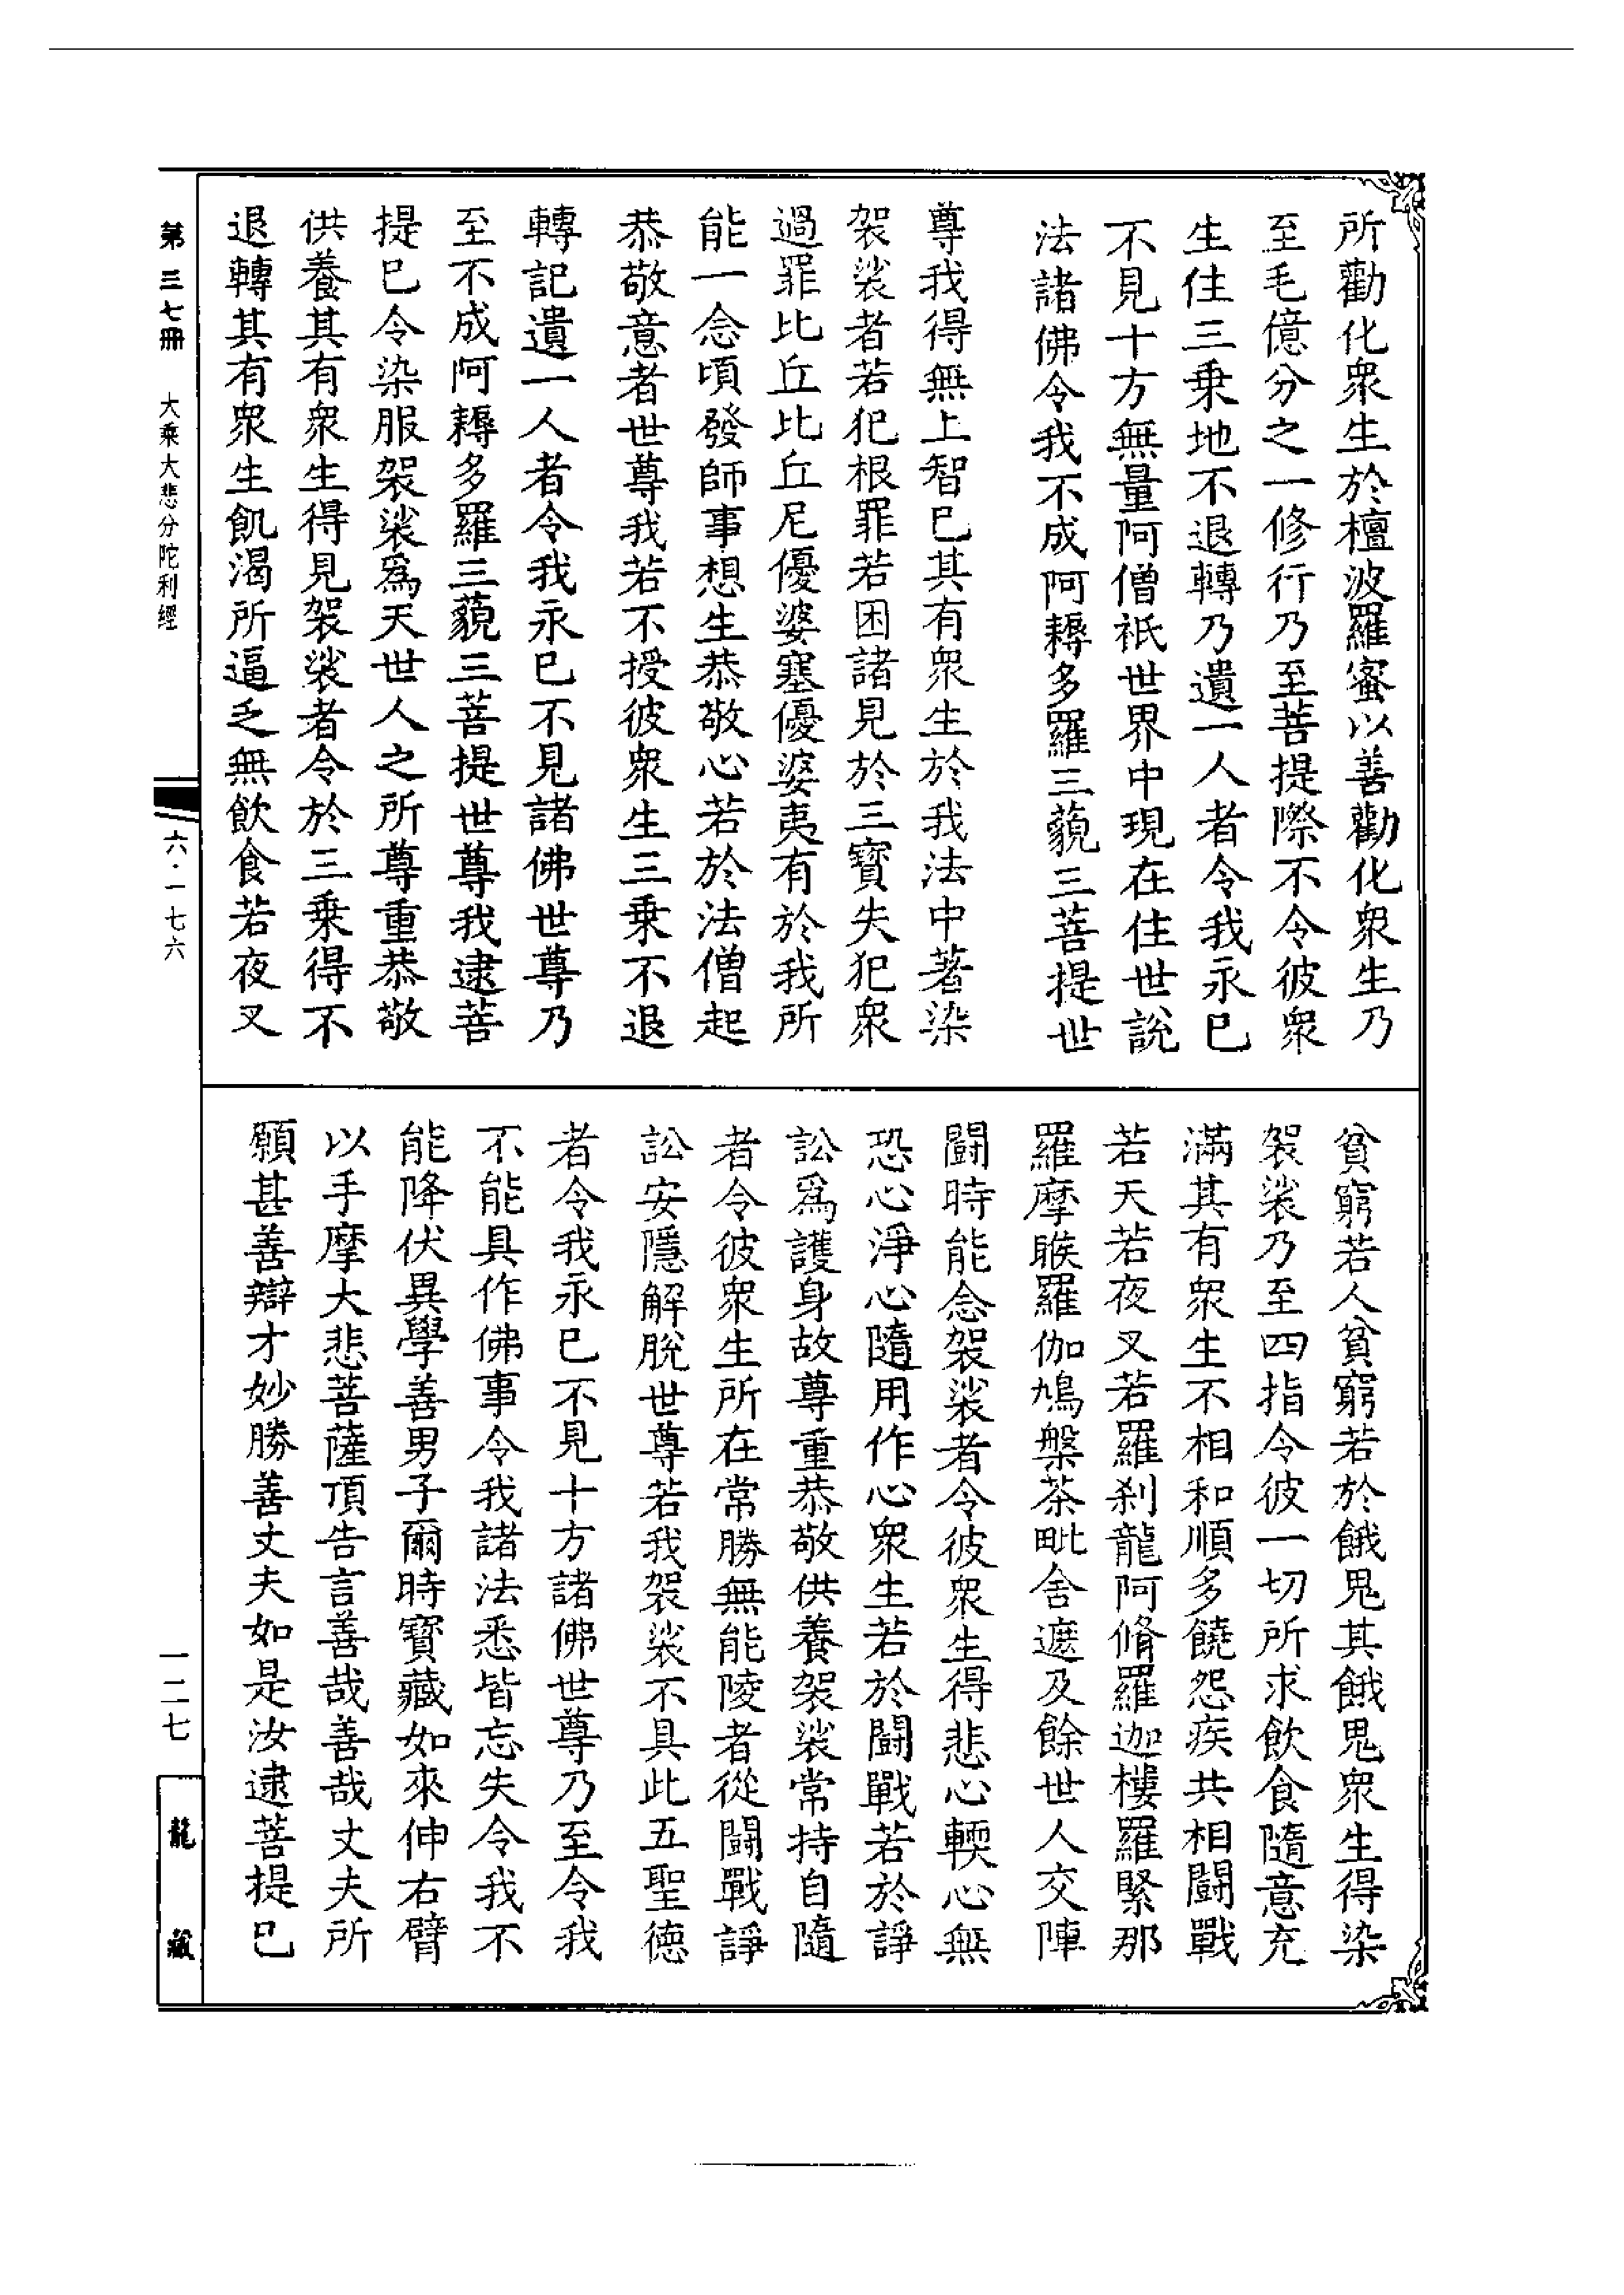 所勸化衆生於檀波羅蜜以善勸化衆生乃
至毛億分之一修行乃至菩提際不令彼衆
生住三乘地不退轉乃遺一人者令我永已
不見十方無量阿僧祇世界中現在住世說
法諸佛令我不成阿耨多羅三藐三菩提世
尊我得無上智已其有衆生於我法中著染
袈裟者若犯根罪若困諸見於三寶失犯衆
過罪比丘比丘尼優婆塞優婆夷有於我所
能一念頃發師事想生恭敬心若於法僧起
恭敬意者世尊我若不授彼衆生三乘不退
轉記遺一人者令我永已不見諸佛世尊乃
至不成阿耨多羅三藐三菩提世尊我逮菩
提已令染服袈裟爲天世人之所尊重恭敬
供養其有衆生得見袈裟者令於三乘得不
退轉其有衆生飢渴所逼乏無飲食若夜叉
貧窮若人貧窮若於餓鬼其餓鬼衆生得染
袈裟乃至四指令彼一切所求飲食隨意充
滿其有衆生不相和順多饒怨疾共相鬪戰
若天若夜叉若羅刹龍阿脩羅迦樓羅緊那
羅摩睺羅伽鳩槃茶毗舍遮及餘世人交陣
鬪時能念袈裟者令彼衆生得悲心輭心無
恐心淨心隨用作心衆生若於鬪戰若於諍
訟爲護身故尊重恭敬供養袈裟常持自隨
者令彼衆生所在常勝無能陵者從鬪戰諍
訟安隱解脫世尊若我袈裟不具此五聖德
者令我永已不見十方諸佛世尊乃至令我
不能具作佛事令我諸法悉皆忘失令我不
能降伏異學善男子爾時寶藏如來伸右臂
以手摩大悲菩薩頂告言善哉善哉丈夫所
願甚善辯才妙勝善丈夫如是汝逮菩提已
第三七冊 大乘大悲分陀利經
六·一七六
一二七
龍藏